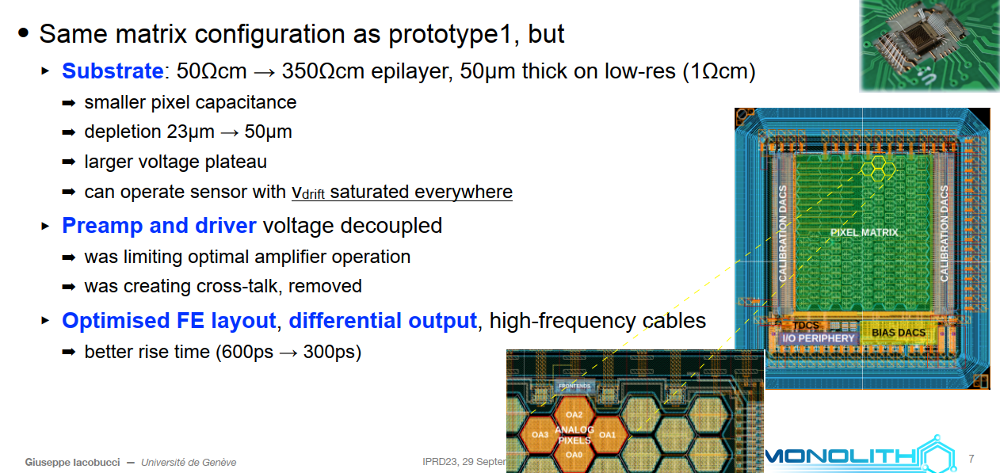 ● Same matrix configuration as prototype1, but
▸ Substrate: 50Ωcm → 350Ωcm epilayer, 50μm thick on low-res (1Ωcm)
➡ smaller pixel capacitance
➡ depletion 23μm → 50μm
➡ larger voltage plateau
➡ can operate sensor with vdrift saturated everywhere
▸ Preamp and driver voltage decoupled
➡ was limiting optimal amplifier operation
➡ was creating cross-talk, removed
▸ Optimised FE layout, differential output, high-frequency cables
➡ better rise time (600ps → 300ps)
CALIBRATION DACS
PIXEL MATRIX
CALIBRATION DACS
TDCS
I/O PERIPHERY
BIAS DACS
FRONTENDS
OA2
OA3
ANALOG
PIXELS
OA1
OA0
Giuseppe Iacobucci — Université de Genève
IPRD23, 29
MONOLITH
7